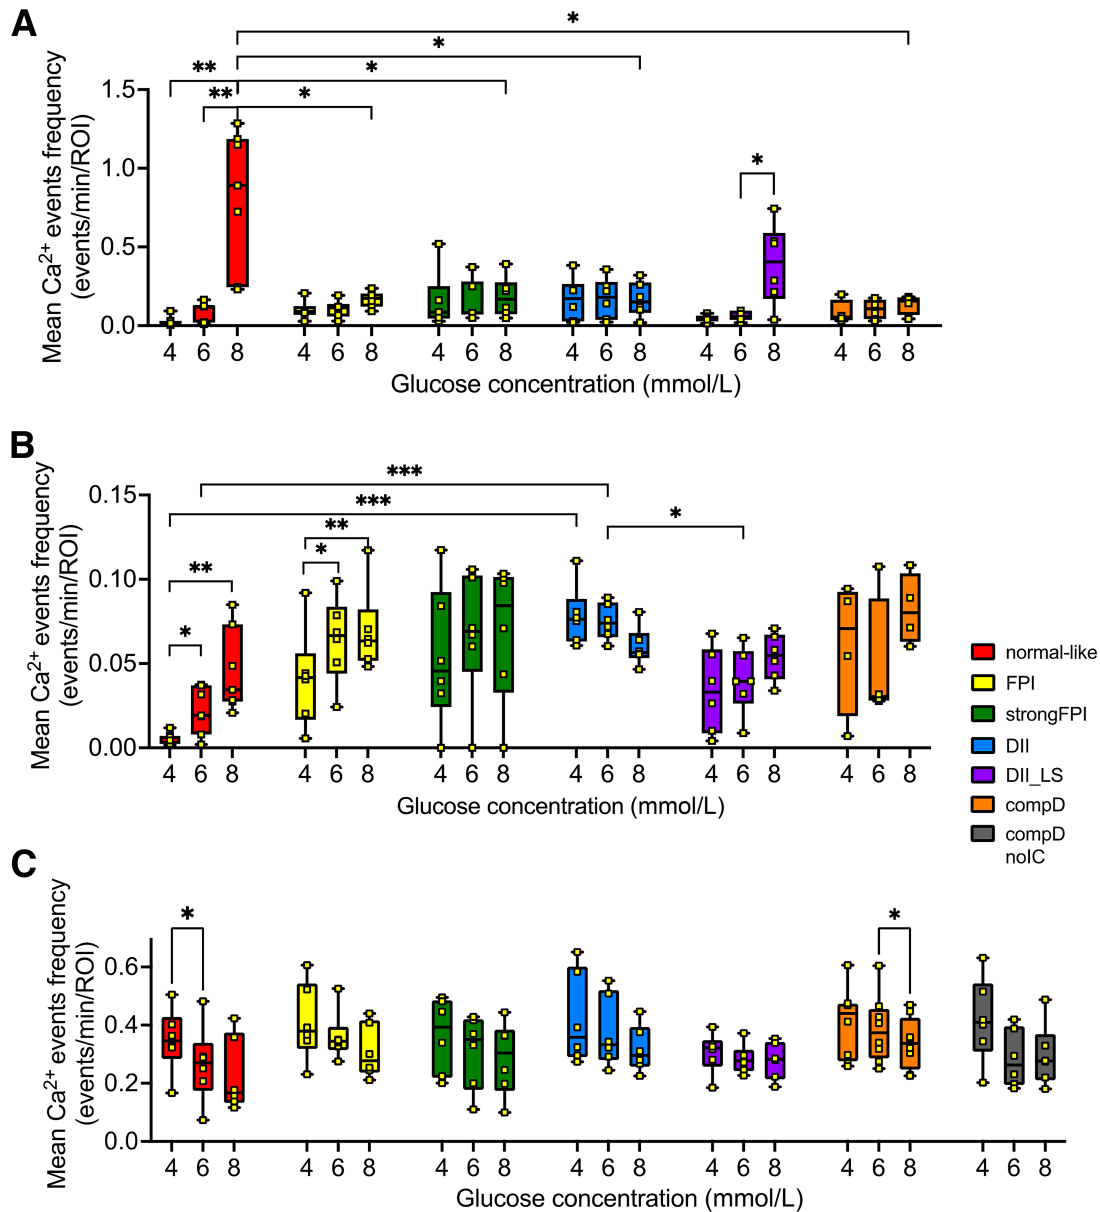 A
*
*
** *
** *
*
Mean Ca2+ events frequency
(events/min/ROI)
1.5
1.0
0.5
0.0
4 6 8 4 6 8 4 6 8 4 6 8 4 6 8 4 6 8
Glucose concentration (mmol/L)
B
***
***
*
**
*
**
*
Mean Ca2+ events frequency
(events/min/ROI)
0.15
0.10
0.05
0.00
4 6 8 4 6 8 4 6 8 4 6 8 4 6 8 4 6 8
Glucose concentration (mmol/L)
normal-like
FPI
strongFPI
DII
DII_LS
compD
compD
noIC
C
* *
Mean Ca2+ events frequency
(events/min/ROI)
0.6
0.4
0.2
0.0
4 6 8 4 6 8 4 6 8 4 6 8 4 6 8 4 6 8 4 6 8
Glucose concentration (mmol/L)